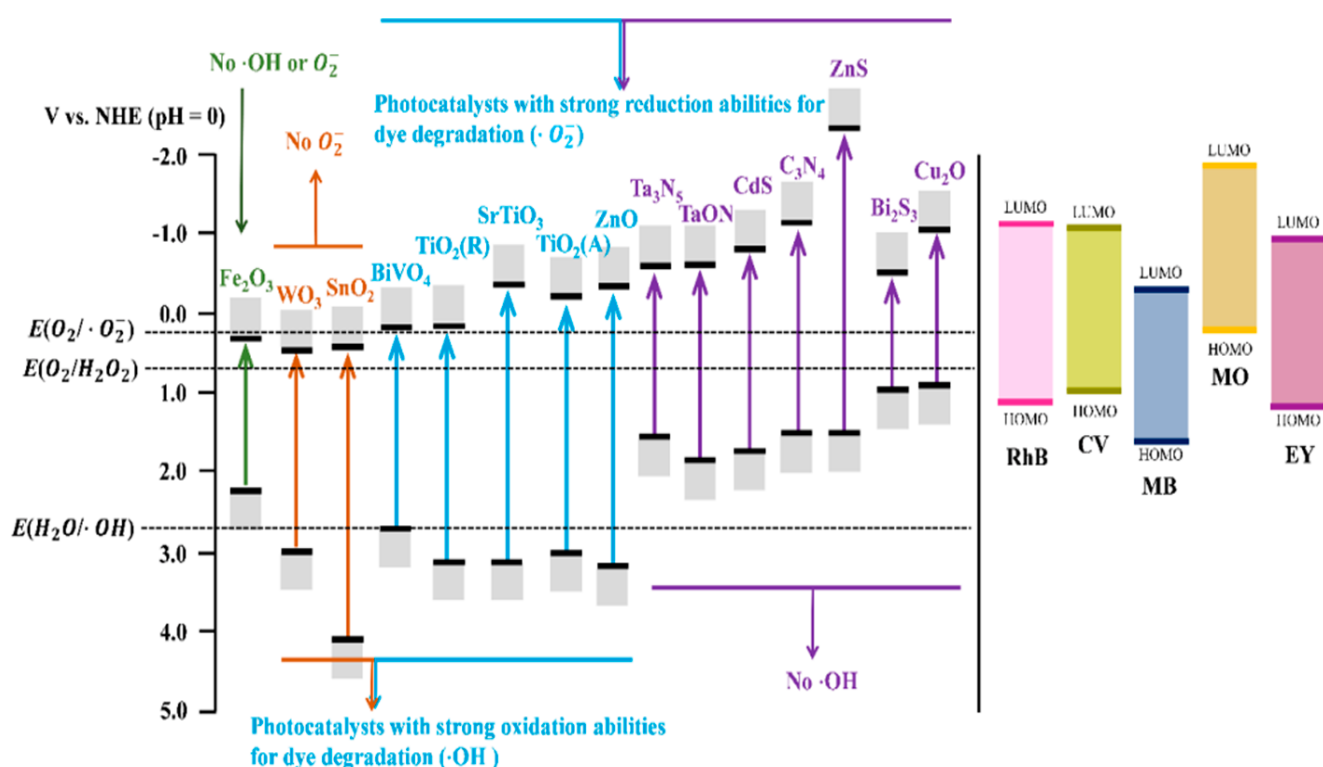 No ·OH or O₂⁻
V vs. NHE (pH = 0)
No O₂⁻
Photocatalysts with strong reduction abilities for
dye degradation (· O₂⁻)
ZnS
-2.0
-1.0
0.0
1.0
2.0
3.0
4.0
5.0
E(O₂/· O₂⁻)
E(O₂/H₂O₂)
E(H₂O/· OH)
Fe₂O₃
WO₃
SnO₂
BiVO₄
TiO₂(R)
SrTiO₃
TiO₂(A)
ZnO
Ta₃N₅
TaON
CdS
C₃N₄
Bi₂S₃
Cu₂O
No ·OH
Photocatalysts with strong oxidation abilities
for dye degradation (·OH )
LUMO
HOMO
RhB
LUMO
HOMO
CV
LUMO
HOMO
MB
LUMO
HOMO
MO
LUMO
HOMO
EY